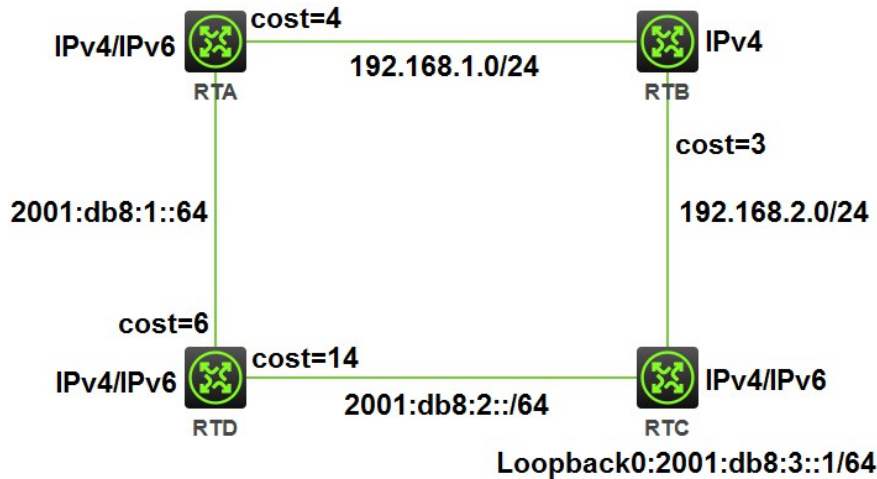 cost=4
IPv4/IPv6
IPv4
192.168.1.0/24
RTA
RTB
cost=3
2001:db8:1::64
192.168.2.0/24
cost=6
cost=14
IPv4/IPv6
IPv4/IPv6
2001:db8:2::/64
RTD
RTC
Loopback0:2001:db8:3::1/64